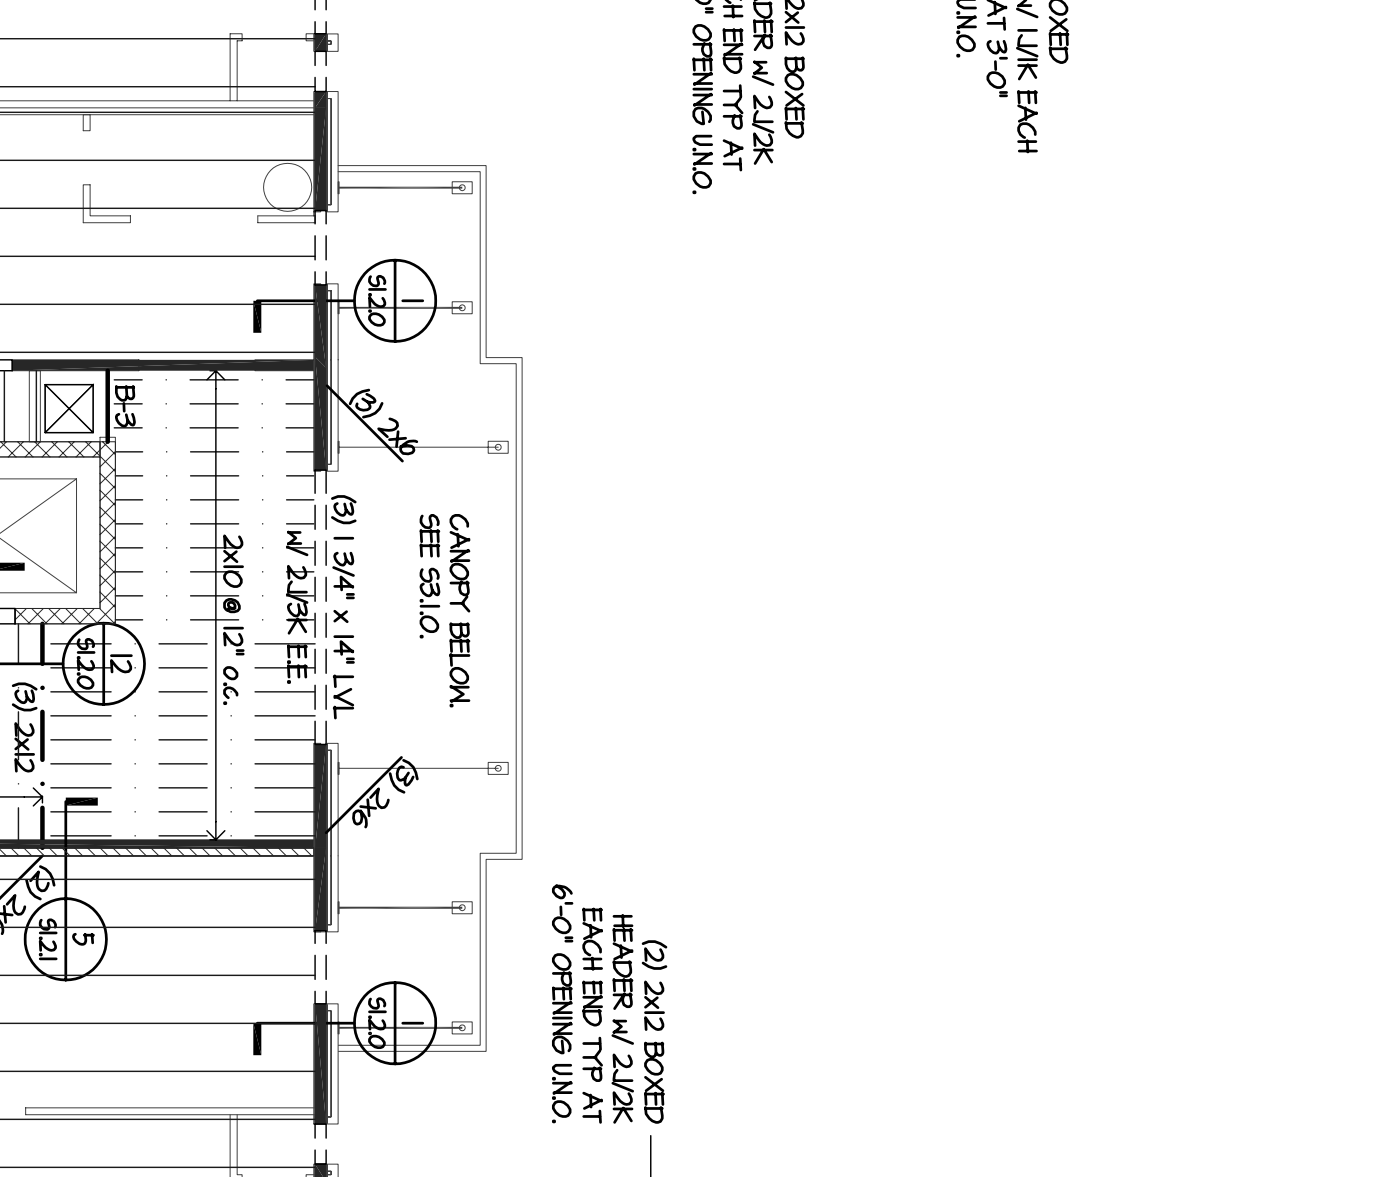 BOXED
W/ 1J/1K EACH
AT 3'-0"
U.N.O.
2x12 BOXED
W/ 2J/2K
END TYP AT
OPENING U.N.O.
1
S1.2.0
(3) 2x6
B-3
CANOPY BELOW.
SEE S3.1.0.
(3) 1 3/4" x 14" LVL
W/ 2J/3K E.E.
2x10 @ 12" O.C.
12
S1.2.0
(3) 2x12
(3) 2x6
(2) 2x6
5
S1.2.1
1
S1.2.0
(2) 2x12 BOXED
HEADER W/ 2J/2K
EACH END TYP AT
6'-0" OPENING U.N.O.